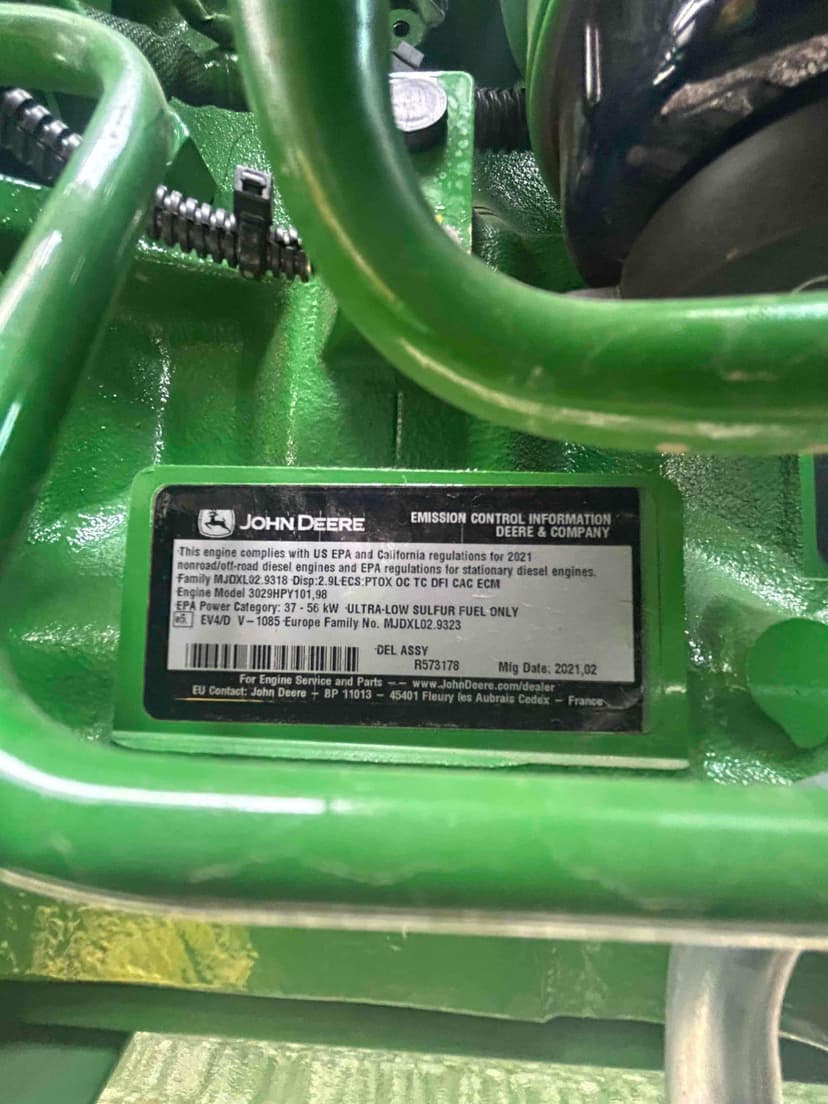 JOHN DEERE
EMISSION CONTROL INFORMATION
DEERE & COMPANY
This engine complies with US EPA and California regulations for 2021
nonroad/off-road diesel engines and EPA regulations for stationary diesel engines.
Family MJDXL02.9318 Disp:2.9L ECS:PTOX OC TC DFI CAC ECM
Engine Model 3029HPY101,98
EPA Power Category: 37 - 56 kW ULTRA-LOW SULFUR FUEL ONLY
e5. EV4/D V-1085 Europe Family No. MJDXL02.9323
DEL ASSY
R573178 Mfg Date: 2021,02
For Engine Service and Parts -- www.JohnDeere.com/dealer
EU Contact: John Deere - BP 11013 - 45401 Fleury les Aubrais Cedex - France